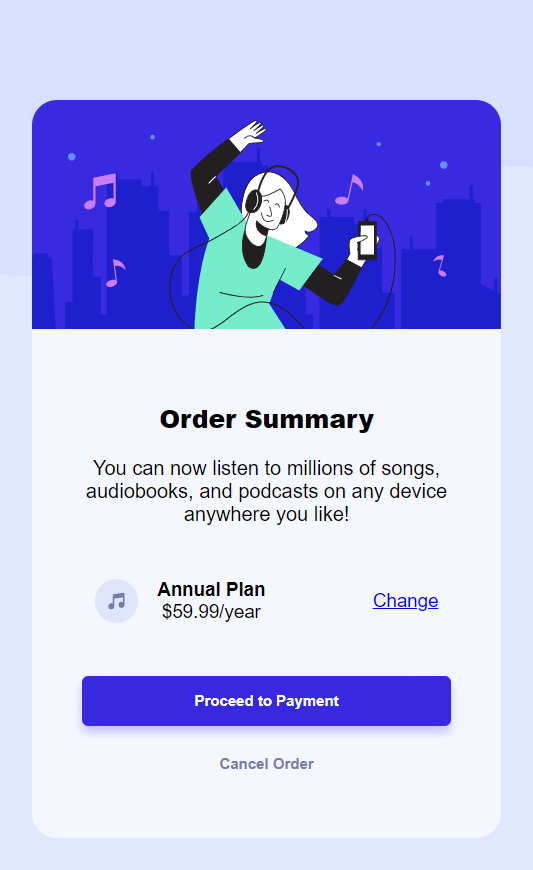 Order Summary
You can now listen to millions of songs,
audiobooks, and podcasts on any device
anywhere you like!
Annual Plan
$59.99/year
Change
Proceed to Payment
Cancel Order